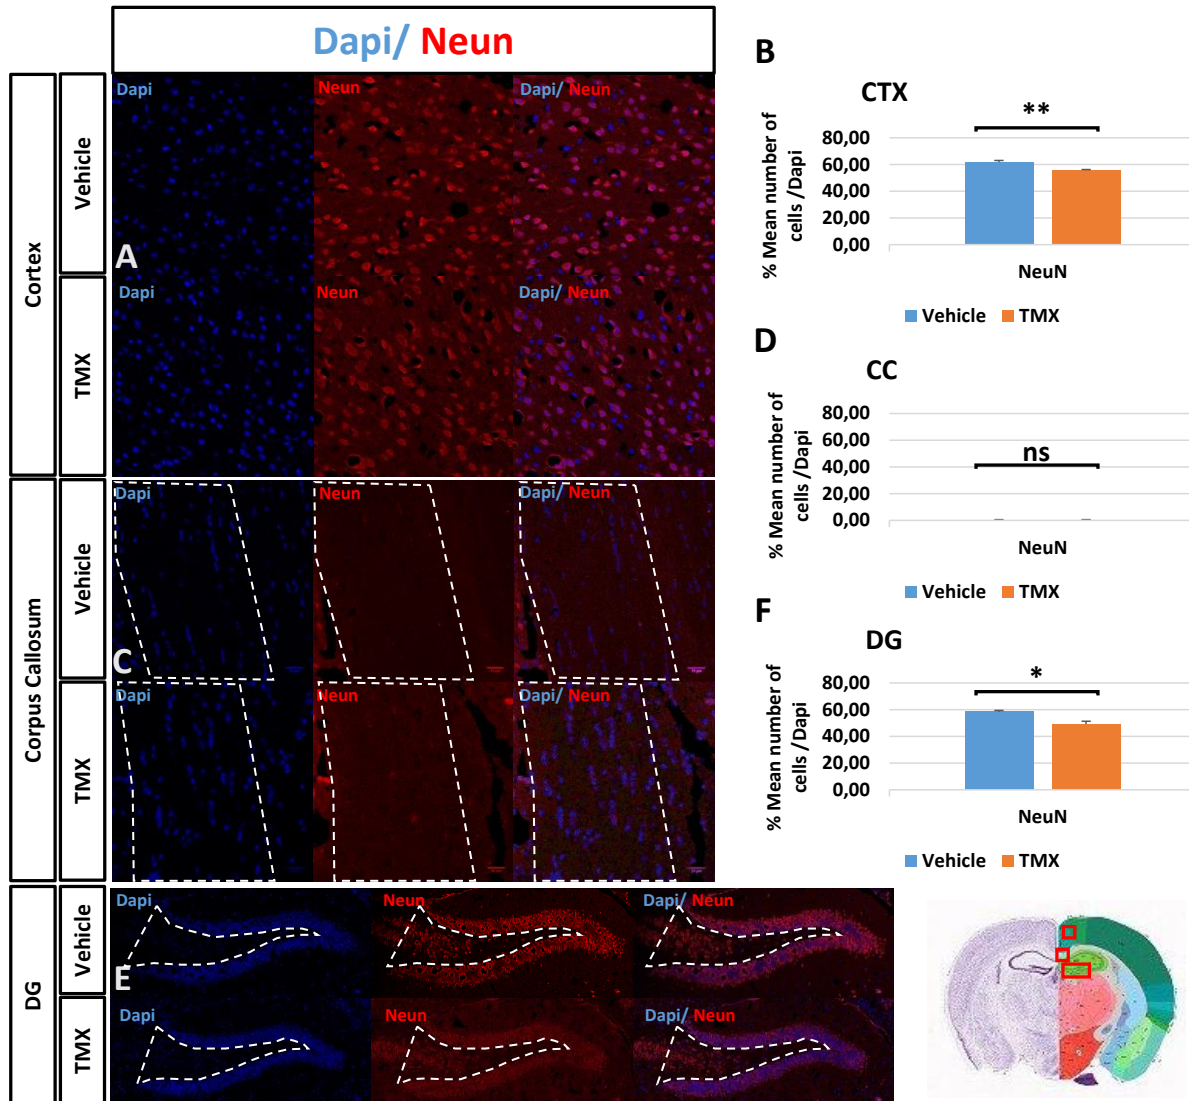 Dapi/ Neun
Cortex
Vehicle
Dapi
Neun
Dapi/ Neun
A
TMX
Dapi
Neun
Dapi/ Neun
Corpus Callosum
Vehicle
Dapi
Neun
Dapi/ Neun
C
TMX
Dapi
Neun
Dapi/ Neun
DG
Vehicle
Dapi
Neun
Dapi/ Neun
E
TMX
Dapi
Neun
Dapi/ Neun
B
CTX
**
% Mean number of
cells /Dapi
80,00
60,00
40,00
20,00
0,00
NeuN
Vehicle TMX
D
CC
ns
% Mean number of
cells /Dapi
80,00
60,00
40,00
20,00
0,00
NeuN
Vehicle TMX
F
DG
*
% Mean number of
cells /Dapi
80,00
60,00
40,00
20,00
0,00
NeuN
Vehicle TMX